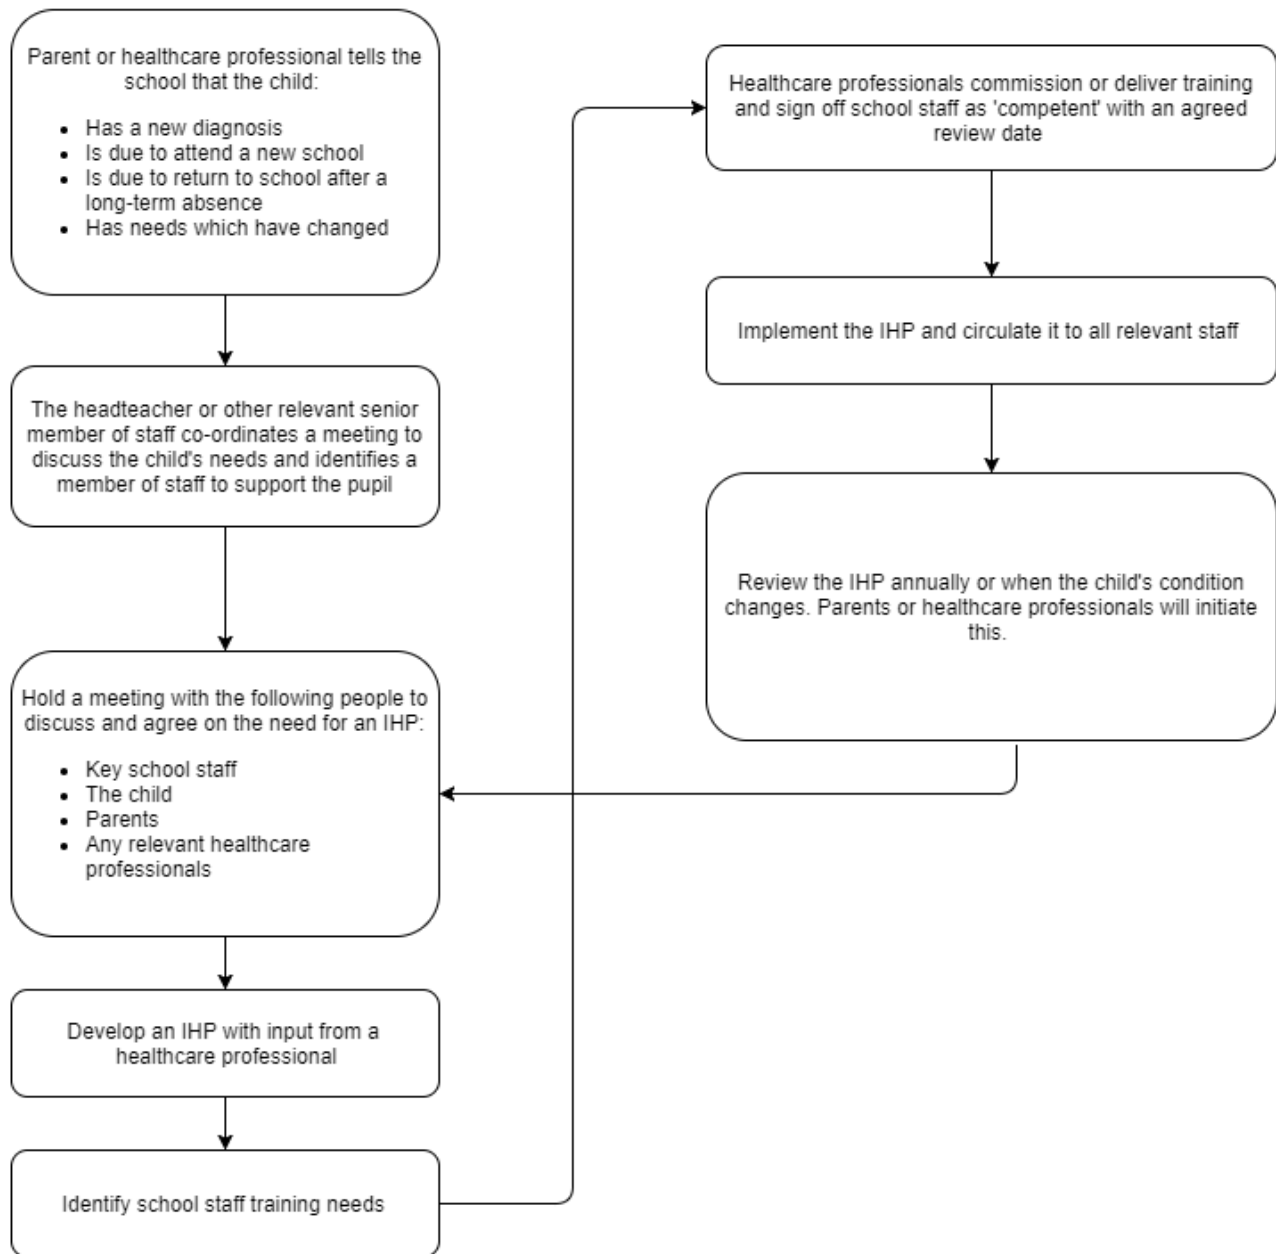 Parent or healthcare professional tells the
school that the child:
• Has a new diagnosis
• Is due to attend a new school
• Is due to return to school after a
long-term absence
• Has needs which have changed
The headteacher or other relevant senior
member of staff co-ordinates a meeting to
discuss the child's needs and identifies a
member of staff to support the pupil
Hold a meeting with the following people to
discuss and agree on the need for an IHP:
• Key school staff
• The child
• Parents
• Any relevant healthcare
professionals
Develop an IHP with input from a
healthcare professional
Identify school staff training needs
Healthcare professionals commission or deliver training
and sign off school staff as 'competent' with an agreed
review date
Implement the IHP and circulate it to all relevant staff
Review the IHP annually or when the child's condition
changes. Parents or healthcare professionals will initiate
this.